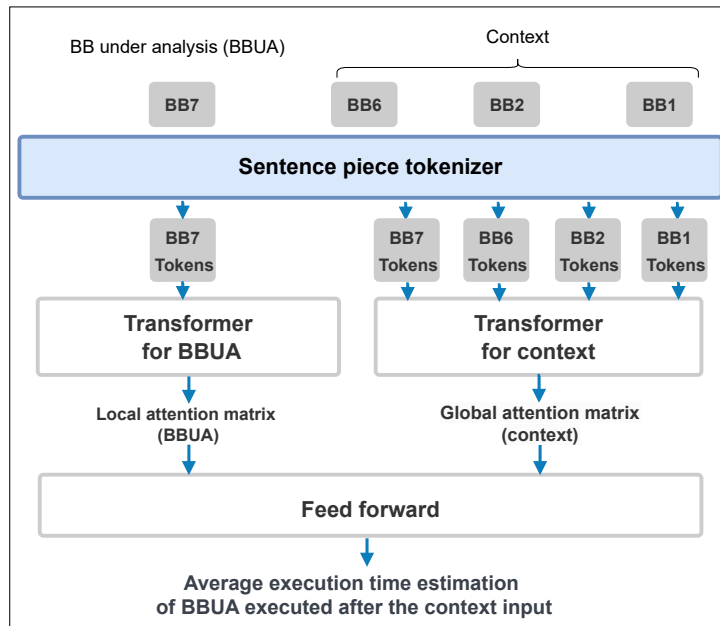 BB under analysis (BBUA)
Context
BB7
BB6
BB2
BB1
Sentence piece tokenizer
BB7
Tokens
BB7
Tokens
BB6
Tokens
BB2
Tokens
BB1
Tokens
Transformer
for BBUA
Transformer
for context
Local attention matrix
(BBUA)
Global attention matrix
(context)
Feed forward
Average execution time estimation
of BBUA executed after the context input